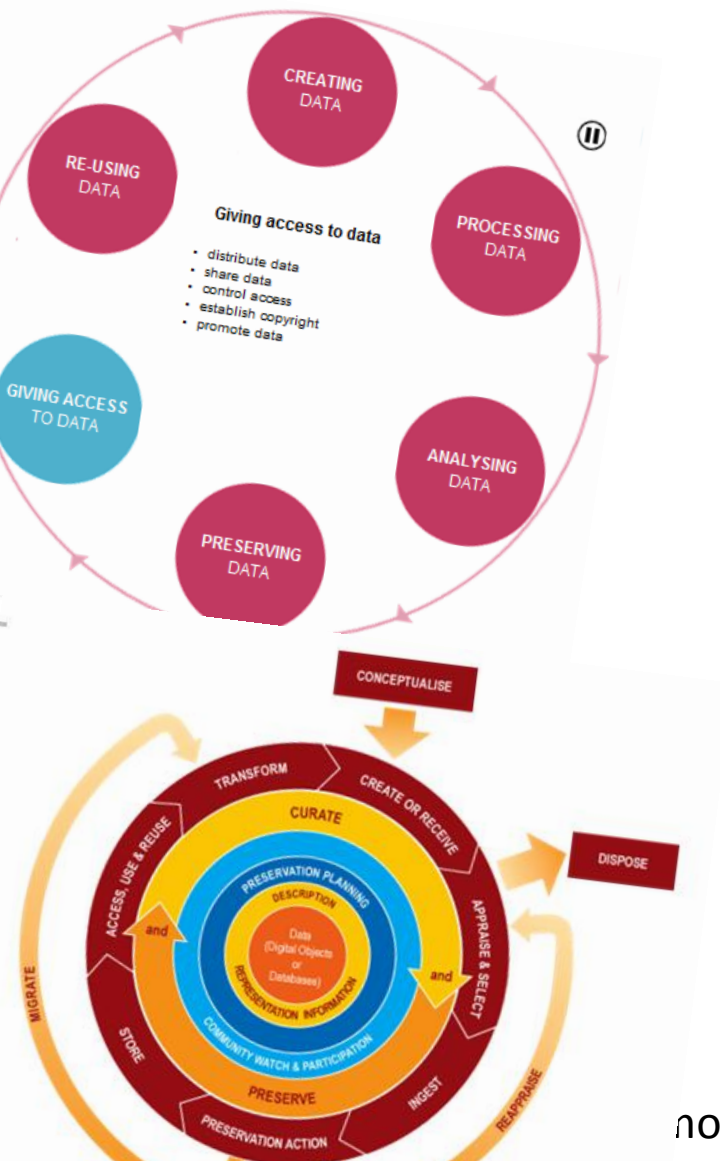 CREATING
DATA
RE-USING
DATA
PROCESSING
DATA
Giving access to data
• distribute data
• share data
• control access
• establish copyright
• promote data
GIVING ACCESS
TO DATA
ANALYSING
DATA
PRESERVING
DATA
CONCEPTUALISE
TRANSFORM
CREATE OR RECEIVE
CURATE
DISPOSE
ACCESS, USE & REUSE
PRESERVATION PLANNING
DESCRIPTION
APPRAISE & SELECT
and
Data
(Digital Objects
or
Databases)
and
MIGRATE
REPRESENTATION INFORMATION
STORE
COMMUNITY WATCH & PARTICIPATION
PRESERVE
INGEST
REAPPRAISE
PRESERVATION ACTION